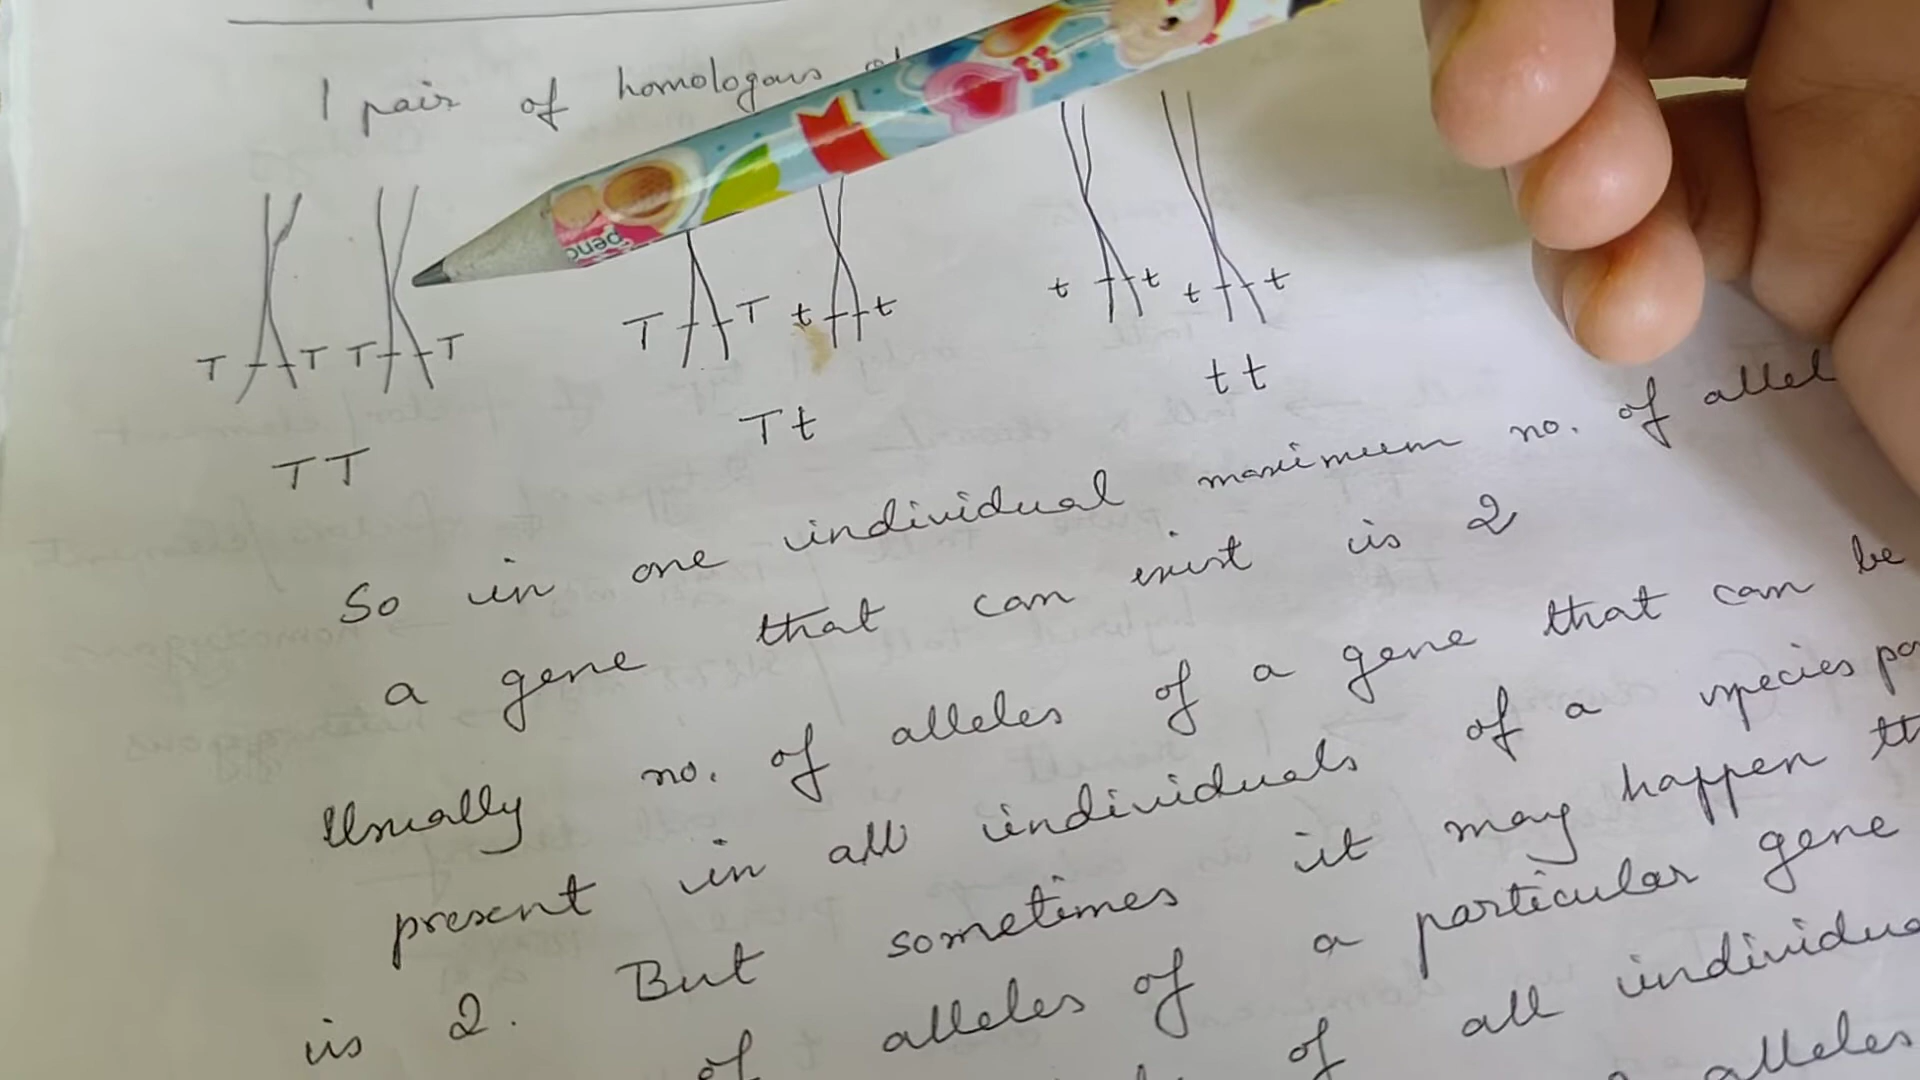 1 pair of homologous
T T T T T T t t t t t t
TT Tt tt
So in one individual maximum no. of allel
a gene that can exist is 2
Usually no. of alleles of a gene that can be
present in all individuals of a species
is 2. But sometimes it may happen
of alleles of a particular gene
of all individua
alleles